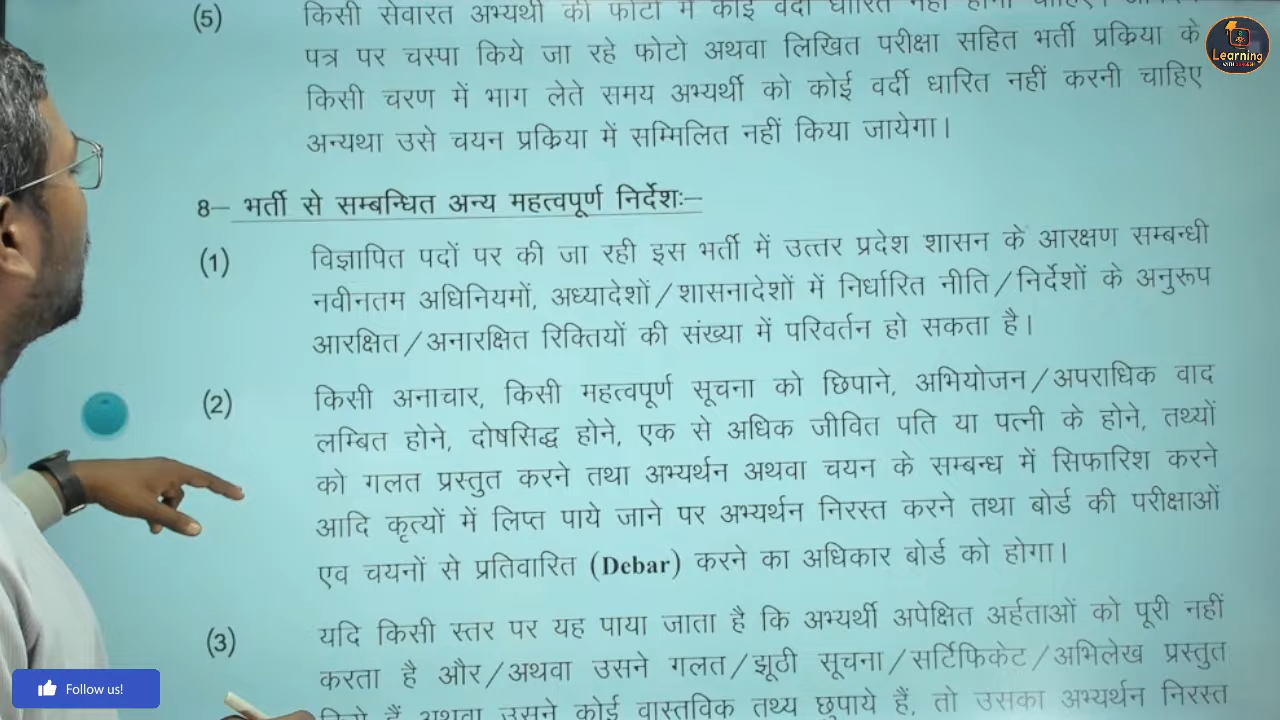 (5) किसी सेवारत अभ्यर्थी की फोटो में कोई वर्दी धारित नहीं होनी चाहिए।
पत्र पर चस्पा किये जा रहे फोटो अथवा लिखित परीक्षा सहित भर्ती प्रक्रिया के
किसी चरण में भाग लेते समय अभ्यर्थी को कोई वर्दी धारित नहीं करनी चाहिए
अन्यथा उसे चयन प्रक्रिया में सम्मिलित नहीं किया जायेगा।
Learning
8– भर्ती से सम्बन्धित अन्य महत्वपूर्ण निर्देशः–
(1) विज्ञापित पदों पर की जा रही इस भर्ती में उत्तर प्रदेश शासन के आरक्षण सम्बन्धी
नवीनतम अधिनियमों, अध्यादेशों/शासनादेशों में निर्धारित नीति/निर्देशों के अनुरूप
आरक्षित/अनारक्षित रिक्तियों की संख्या में परिवर्तन हो सकता है।
(2) किसी अनाचार, किसी महत्वपूर्ण सूचना को छिपाने, अभियोजन/अपराधिक वाद
लम्बित होने, दोषसिद्ध होने, एक से अधिक जीवित पति या पत्नी के होने, तथ्यों
को गलत प्रस्तुत करने तथा अभ्यर्थन अथवा चयन के सम्बन्ध में सिफारिश करने
आदि कृत्यों में लिप्त पाये जाने पर अभ्यर्थन निरस्त करने तथा बोर्ड की परीक्षाओं
एव चयनों से प्रतिवारित (Debar) करने का अधिकार बोर्ड को होगा।
(3) यदि किसी स्तर पर यह पाया जाता है कि अभ्यर्थी अपेक्षित अर्हताओं को पूरी नहीं
करता है और/अथवा उसने गलत/झूठी सूचना/सर्टिफिकेट/अभिलेख प्रस्तुत
किये हैं अथवा उसने कोई वास्तविक तथ्य छुपाये हैं, तो उसका अभ्यर्थन निरस्त
Follow us!